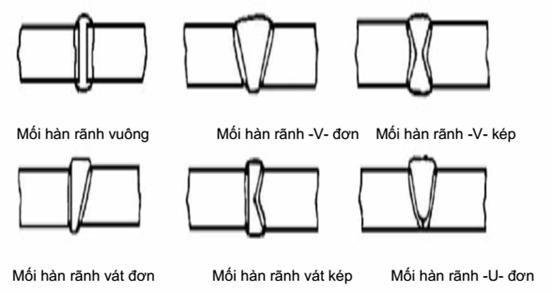 Mối hàn rãnh vuông
Mối hàn rãnh -V- đơn
Mối hàn rãnh -V- kép
Mối hàn rãnh vát đơn
Mối hàn rãnh vát kép
Mối hàn rãnh -U- đơn